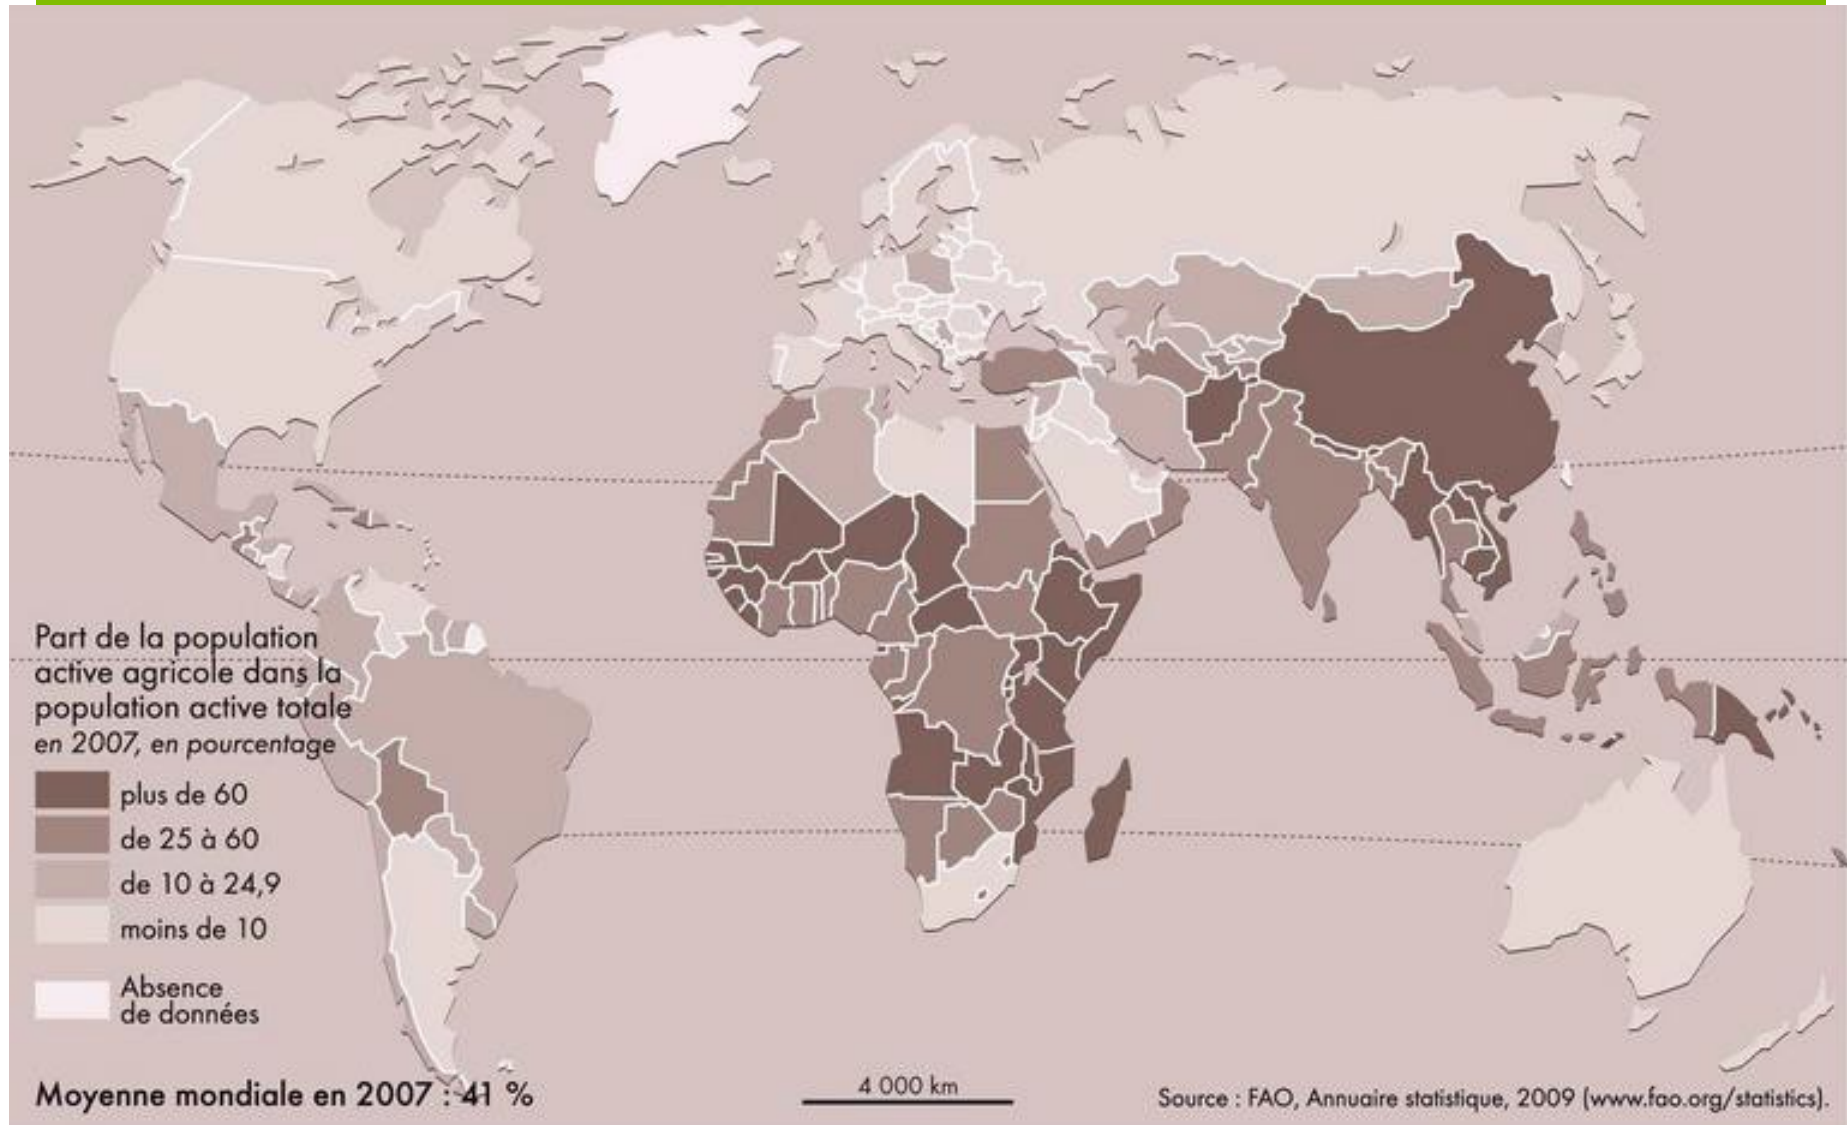 Part de la population
active agricole dans la
population active totale
en 2007, en pourcentage
plus de 60
de 25 à 60
de 10 à 24,9
moins de 10
Absence
de données
Moyenne mondiale en 2007 : 41 %
4 000 km
Source : FAO, Annuaire statistique, 2009 (www.fao.org/statistics).